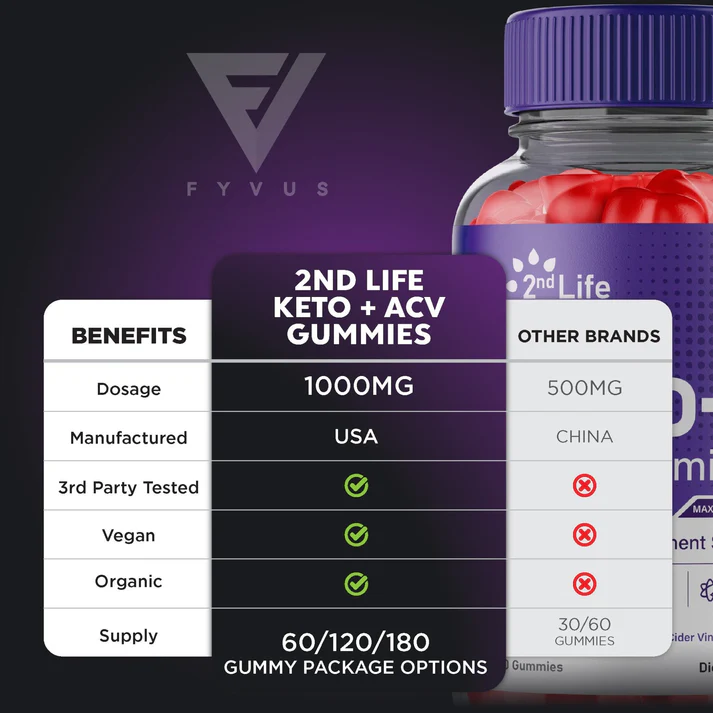 FYVUS
2nd Life
2ND LIFE
KETO + ACV
GUMMIES
BENEFITS
OTHER BRANDS
Dosage
1000MG
500MG
Manufactured
USA
CHINA
3rd Party Tested
Vegan
Organic
Supply
60/120/180
GUMMY PACKAGE OPTIONS
30/60
GUMMIES
MAX
Gummies